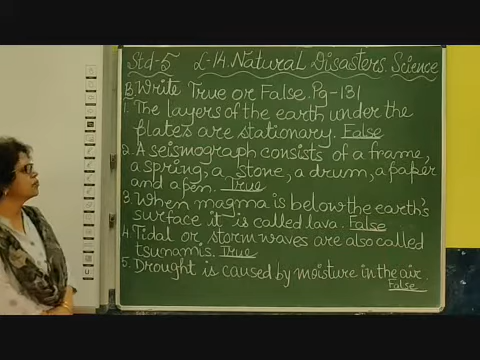 Std-5 L-14. Natural Disasters. Science
B. Write True or False. Pg-131
1. The layers of the earth under the
plates are stationary. False
2. A seismograph consists of a frame,
a spring, a stone, a drum, a paper
and a pen. True
3. When magma is below the earth's
surface it is called lava. False
4. Tidal or storm waves are also called
tsunamis. True
5. Drought is caused by moisture in the air.
False